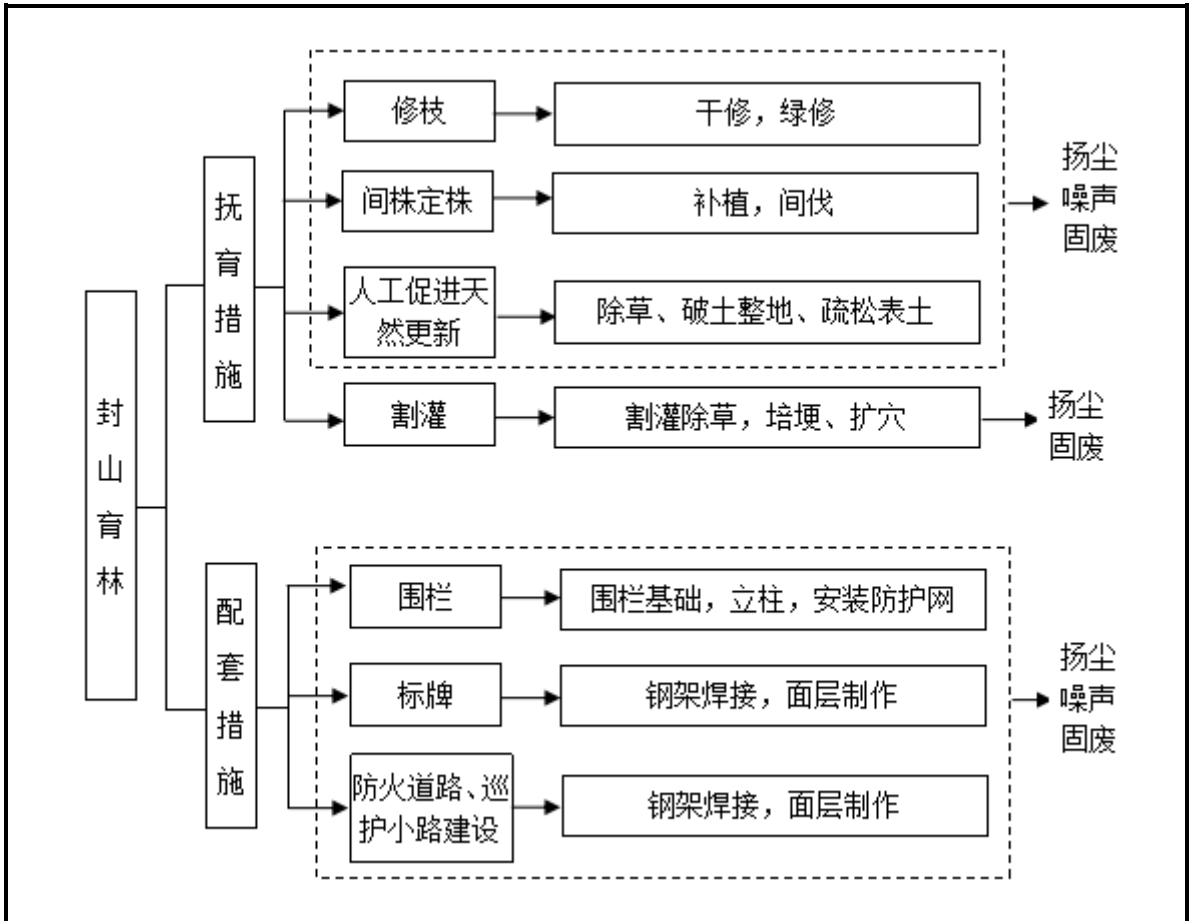 封山育林
抚育措施
修枝
干修，绿修
间株定株
补植，间伐
人工促进天
然更新
除草、破土整地、疏松表土
扬尘
噪声
固废
割灌
割灌除草，培埂、扩穴
扬尘
固废
配套措施
围栏
围栏基础，立柱，安装防护网
标牌
钢架焊接，面层制作
防火道路、巡
护小路建设
钢架焊接，面层制作
扬尘
噪声
固废